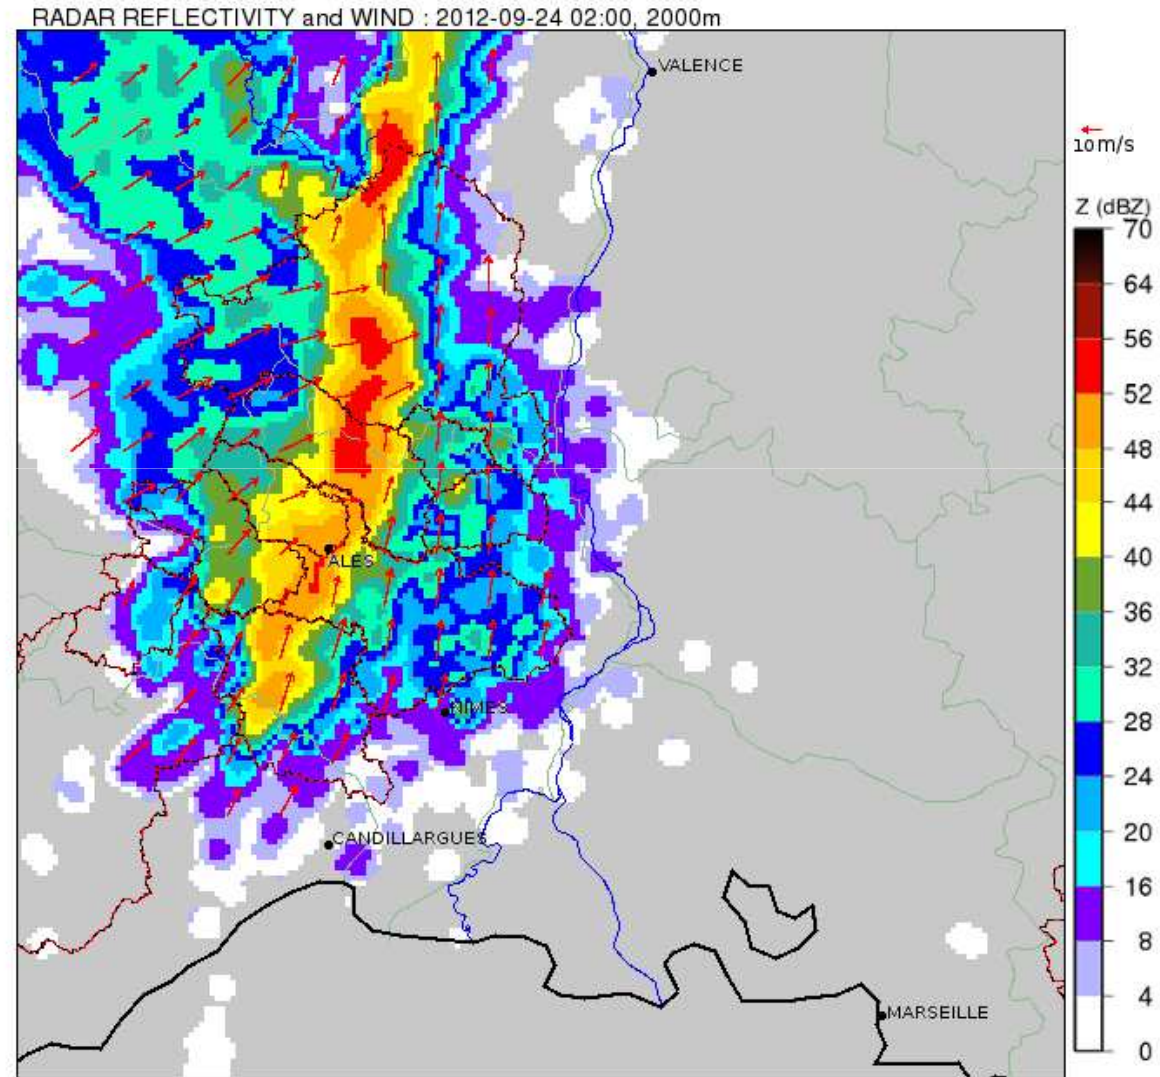 RADAR REFLECTIVITY and WIND : 2012-09-24 02:00, 2000m
VALENCE
10 m/s
Z (dBZ)
70
64
56
52
48
44
40
36
32
28
24
20
16
8
4
0
ALES
NIMES
CANDILLARGUES
MARSEILLE